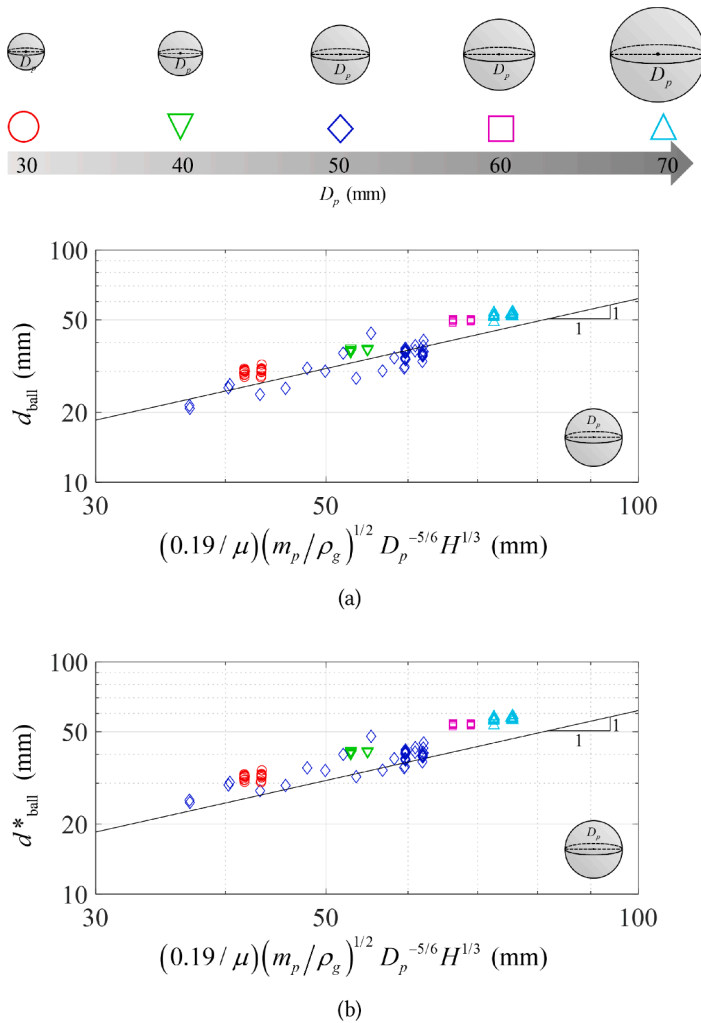 D_p D_p D_p D_p D_p
30 40 50 60 70
D_p (mm)
100
50
20
10
d_ball (mm)
1
1
D_p
30 50 100
(0.19/μ)(m_p/ρ_g)^{1/2} D_p^{-5/6} H^{1/3} (mm)
(a)
100
50
20
10
d*_ball (mm)
1
1
D_p
30 50 100
(0.19/μ)(m_p/ρ_g)^{1/2} D_p^{-5/6} H^{1/3} (mm)
(b)